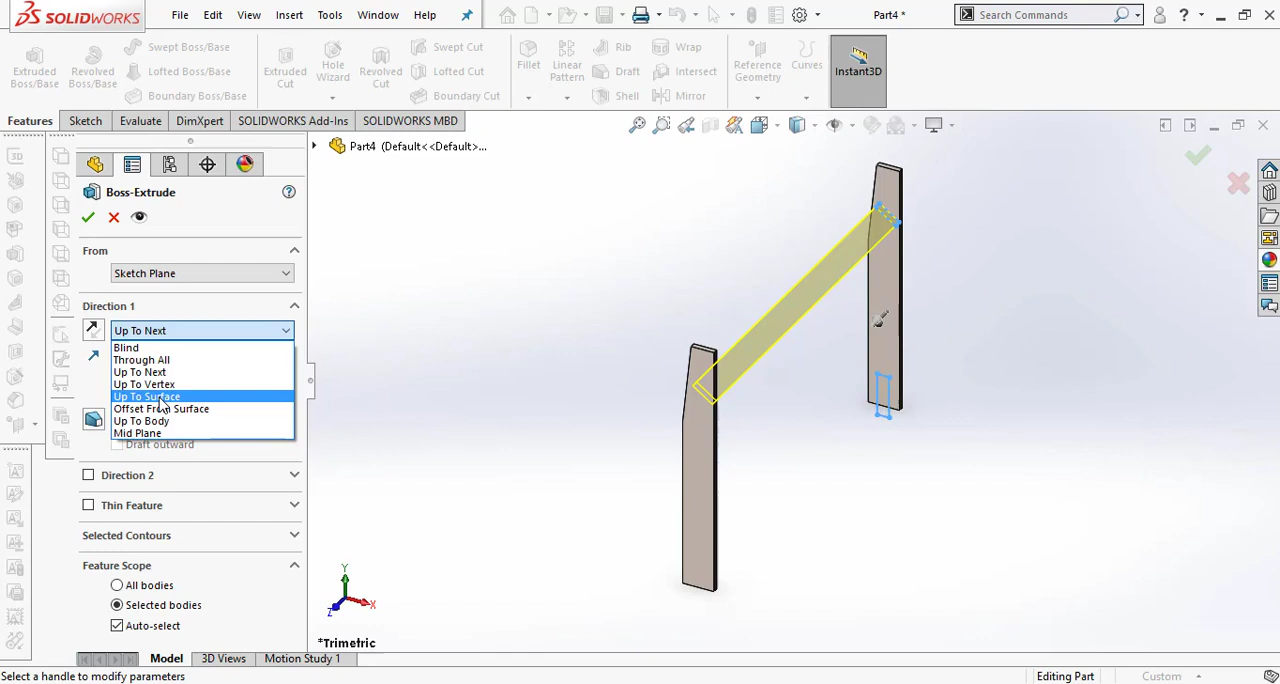 SOLIDWORKS File Edit View Insert Tools Window Help Part4 * Search Commands ?
Extruded Boss/Base Revolved Boss/Base Swept Boss/Base Lofted Boss/Base Boundary Boss/Base Extruded Cut Hole Wizard Revolved Cut Swept Cut Lofted Cut Boundary Cut Fillet Linear Pattern Rib Draft Shell Wrap Intersect Mirror Reference Geometry Curves Instant3D
Features Sketch Evaluate DimXpert SOLIDWORKS Add-Ins SOLIDWORKS MBD
Part4 (Default<<Default>...
Boss-Extrude
From
Sketch Plane
Direction 1
Up To Next
Blind
Through All
Up To Next
Up To Vertex
Up To Surface
Offset From Surface
Up To Body
Mid Plane
Draft outward
Direction 2
Thin Feature
Selected Contours
Feature Scope
All bodies
Selected bodies
Auto-select
Y
X
Z
*Trimetric
Model 3D Views Motion Study 1
Select a handle to modify parameters Editing Part Custom